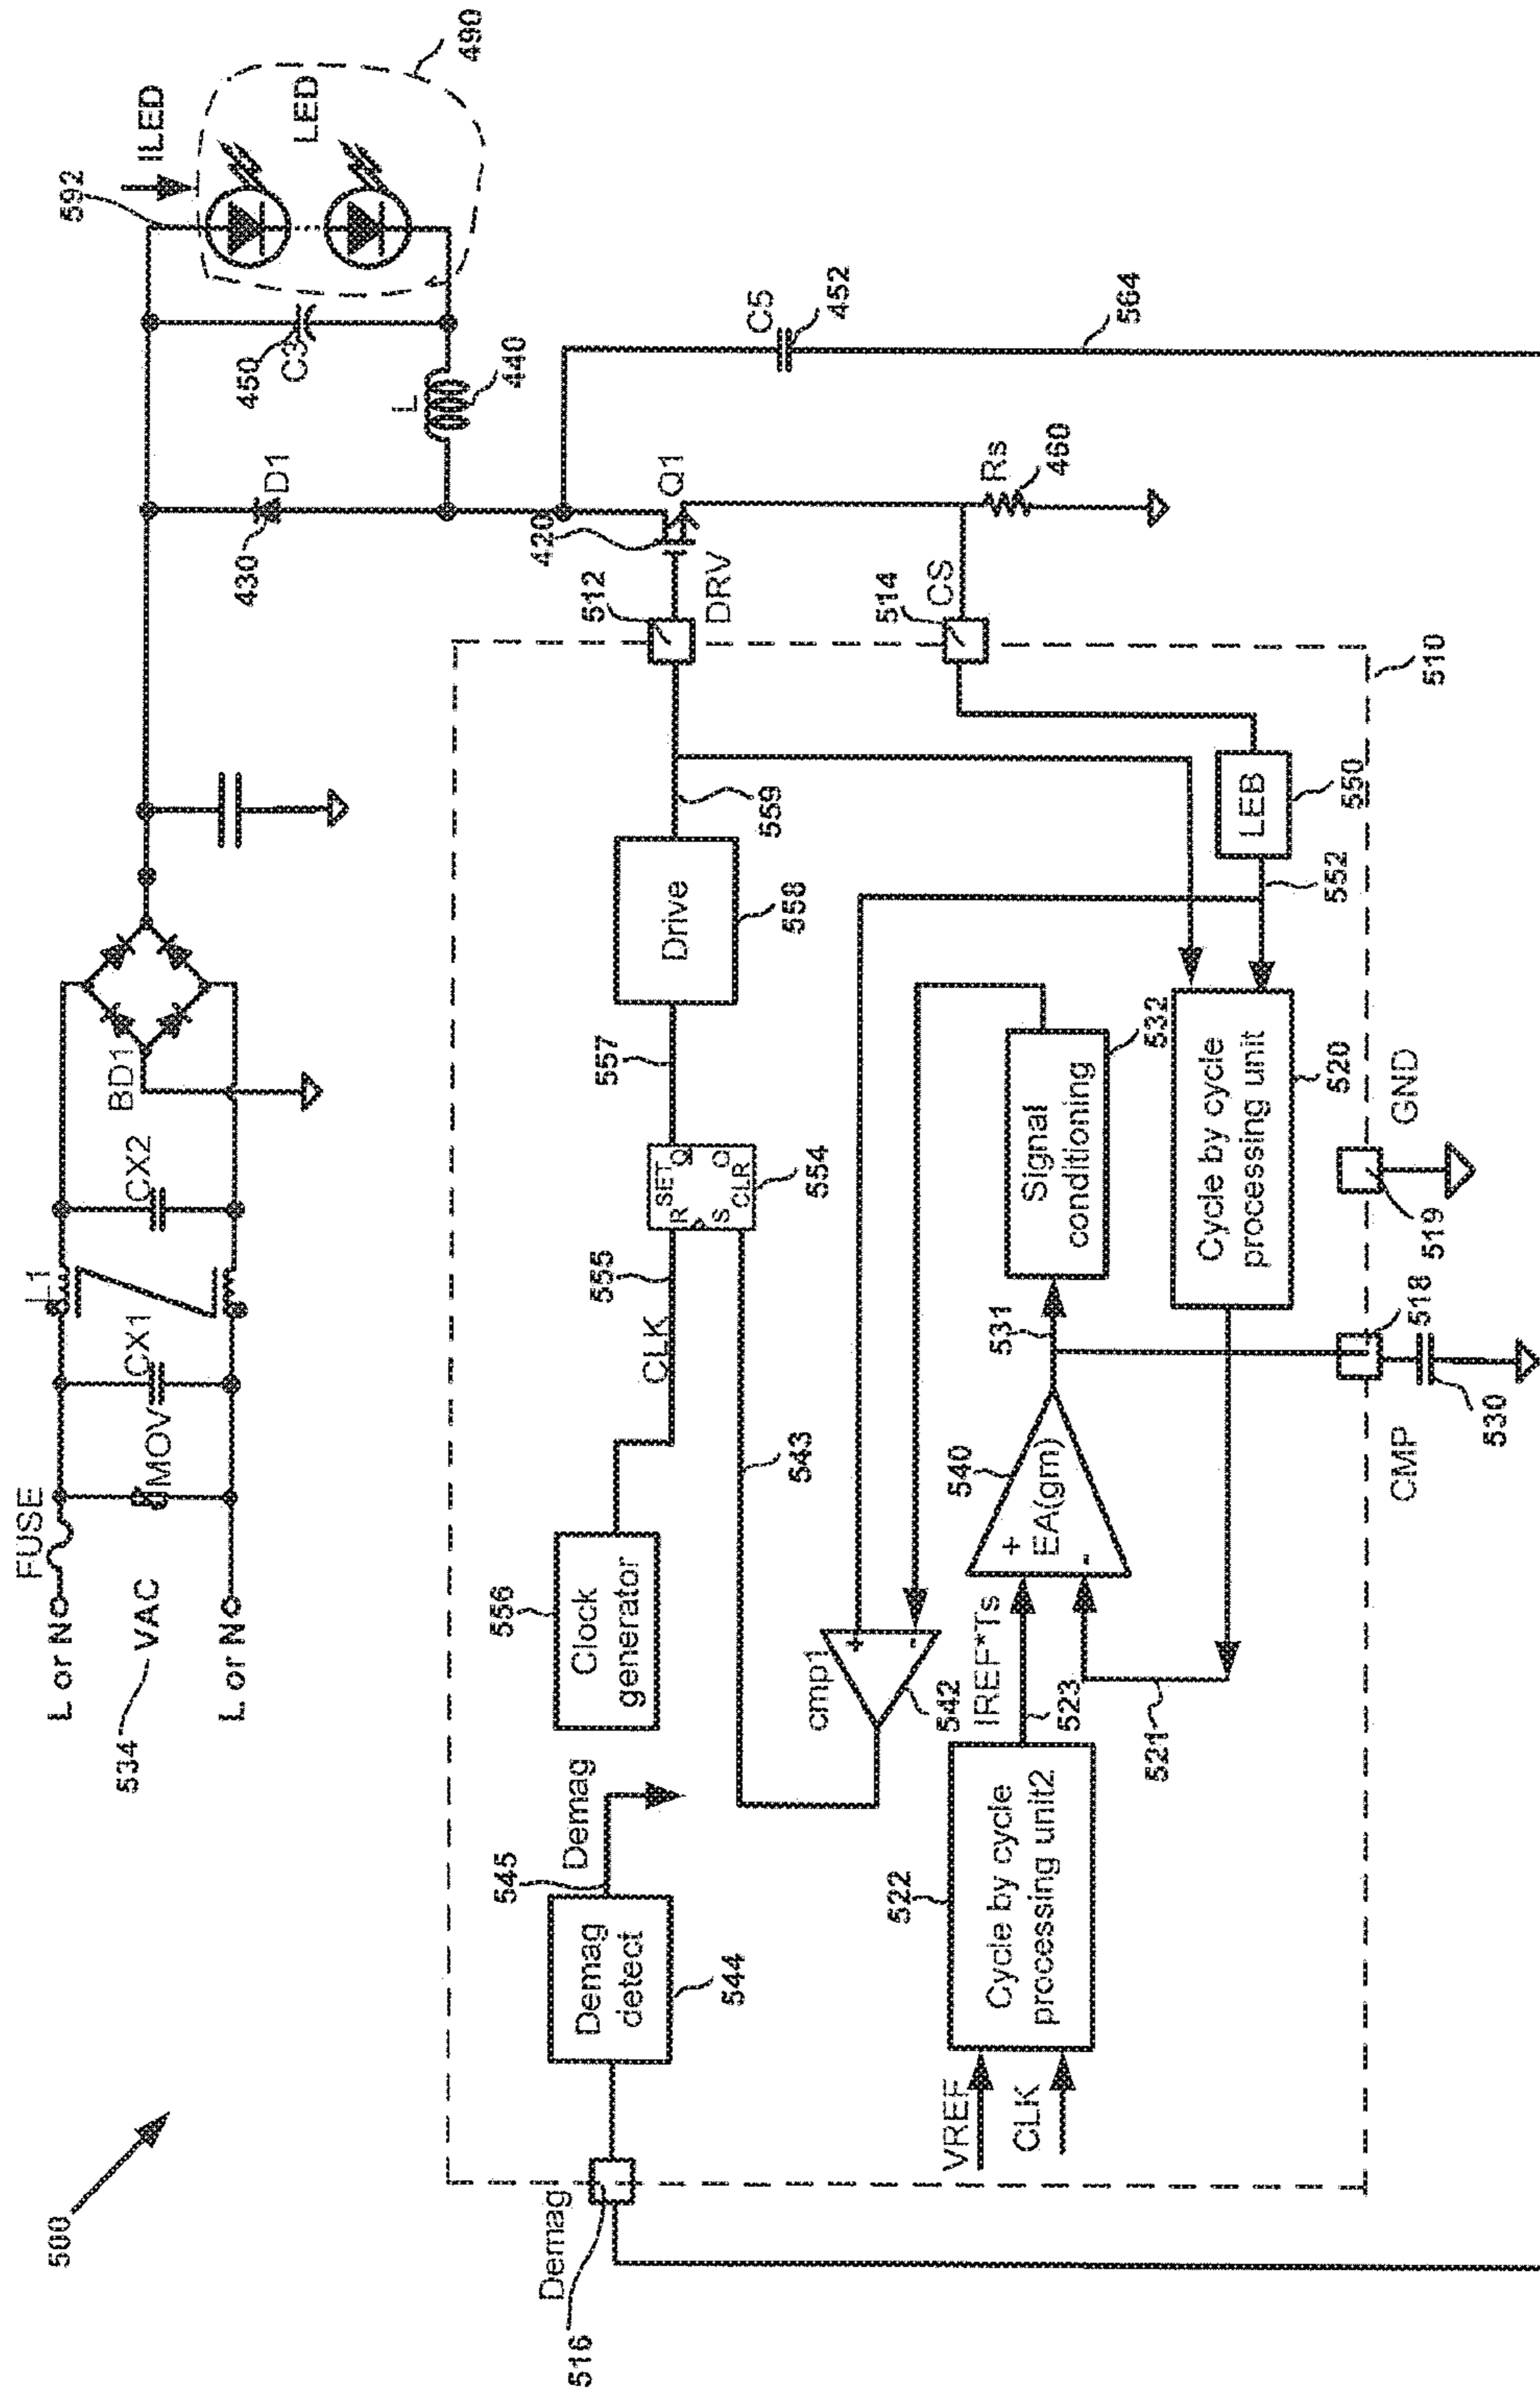 500
FUSE
L or N
534
VAC
L or N
MOV
CX1
L1
CX2
BD1
430
D1
450
C3
L
440
592
ILED
LED
490
420
Q1
C5
452
564
Rs
460
512
DRV
514
CS
510
516
Demag
Demag
detect
544
545
Demag
556
Clock
generator
CLK
555
R
SET
Q
S
CLR
Q
554
557
Drive
558
559
543
cmp1
+
-
542
VREF
CLK
522
Cycle by cycle
processing unit2
IREF*Ts
523
521
540
+
EA(gm)
-
531
Signal
conditioning
532
Cycle by cycle
processing unit
520
LEB
550
552
CMP
518
530
519
GND